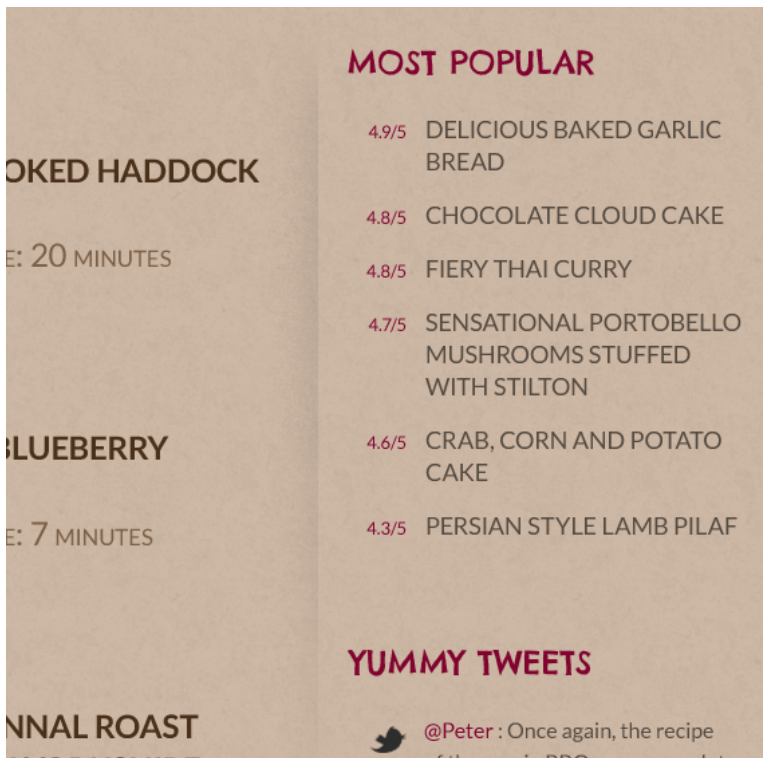 OKED HADDOCK
E: 20 MINUTES
BLUEBERRY
E: 7 MINUTES
NNAL ROAST
MOST POPULAR
4.9/5 DELICIOUS BAKED GARLIC
BREAD
4.8/5 CHOCOLATE CLOUD CAKE
4.8/5 FIERY THAI CURRY
4.7/5 SENSATIONAL PORTOBELLO
MUSHROOMS STUFFED
WITH STILTON
4.6/5 CRAB, CORN AND POTATO
CAKE
4.3/5 PERSIAN STYLE LAMB PILAF
YUMMY TWEETS
@Peter : Once again, the recipe